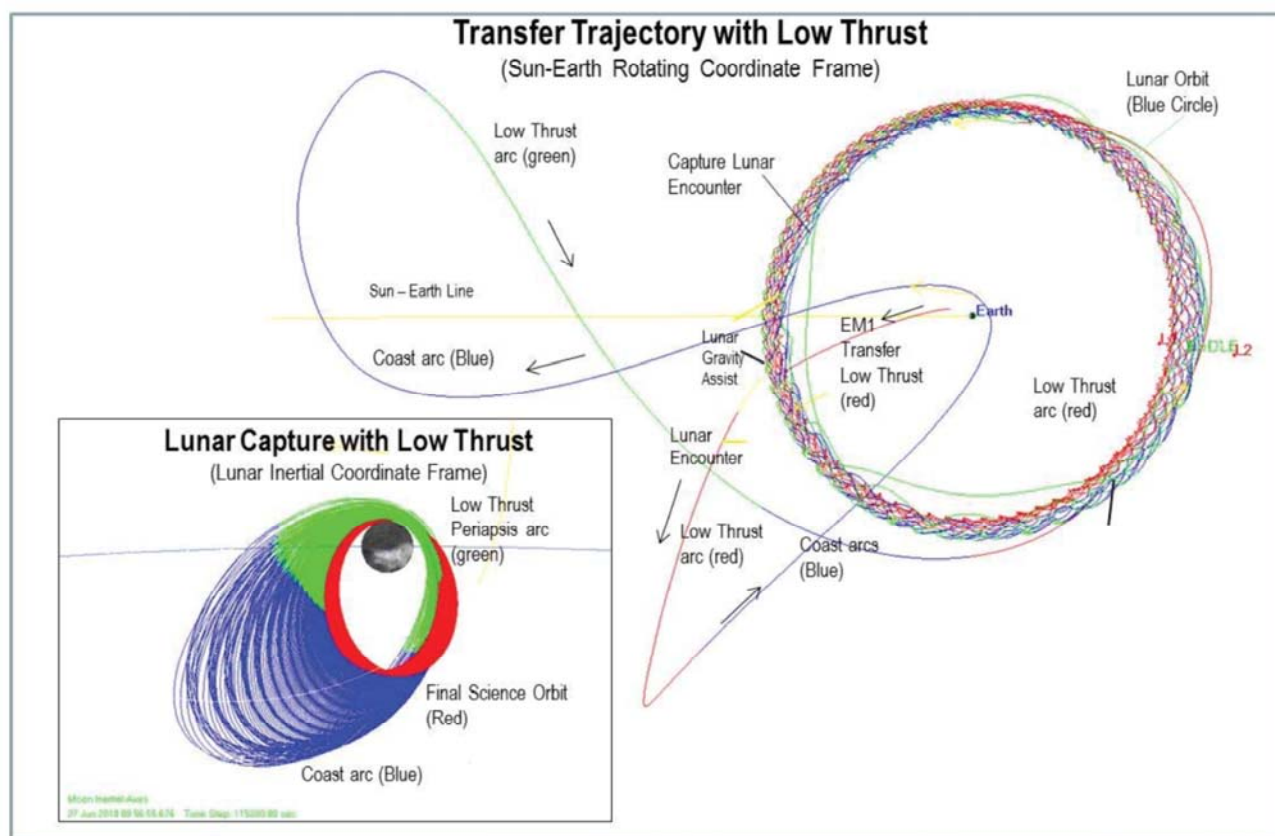 Transfer Trajectory with Low Thrust
(Sun-Earth Rotating Coordinate Frame)
Lunar Orbit
(Blue Circle)
Low Thrust
arc (green)
Capture Lunar
Encounter
Sun – Earth Line
Earth
EM1
Transfer
Low Thrust
(red)
Lunar
Gravity
Assist
Coast arc (Blue)
L2
Low Thrust
arc (red)
Lunar
Encounter
Low Thrust
arc (red)
Coast arcs
(Blue)
Lunar Capture with Low Thrust
(Lunar Inertial Coordinate Frame)
Low Thrust
Periapsis arc
(green)
Final Science Orbit
(Red)
Coast arc (Blue)
Moon Inertial Axes